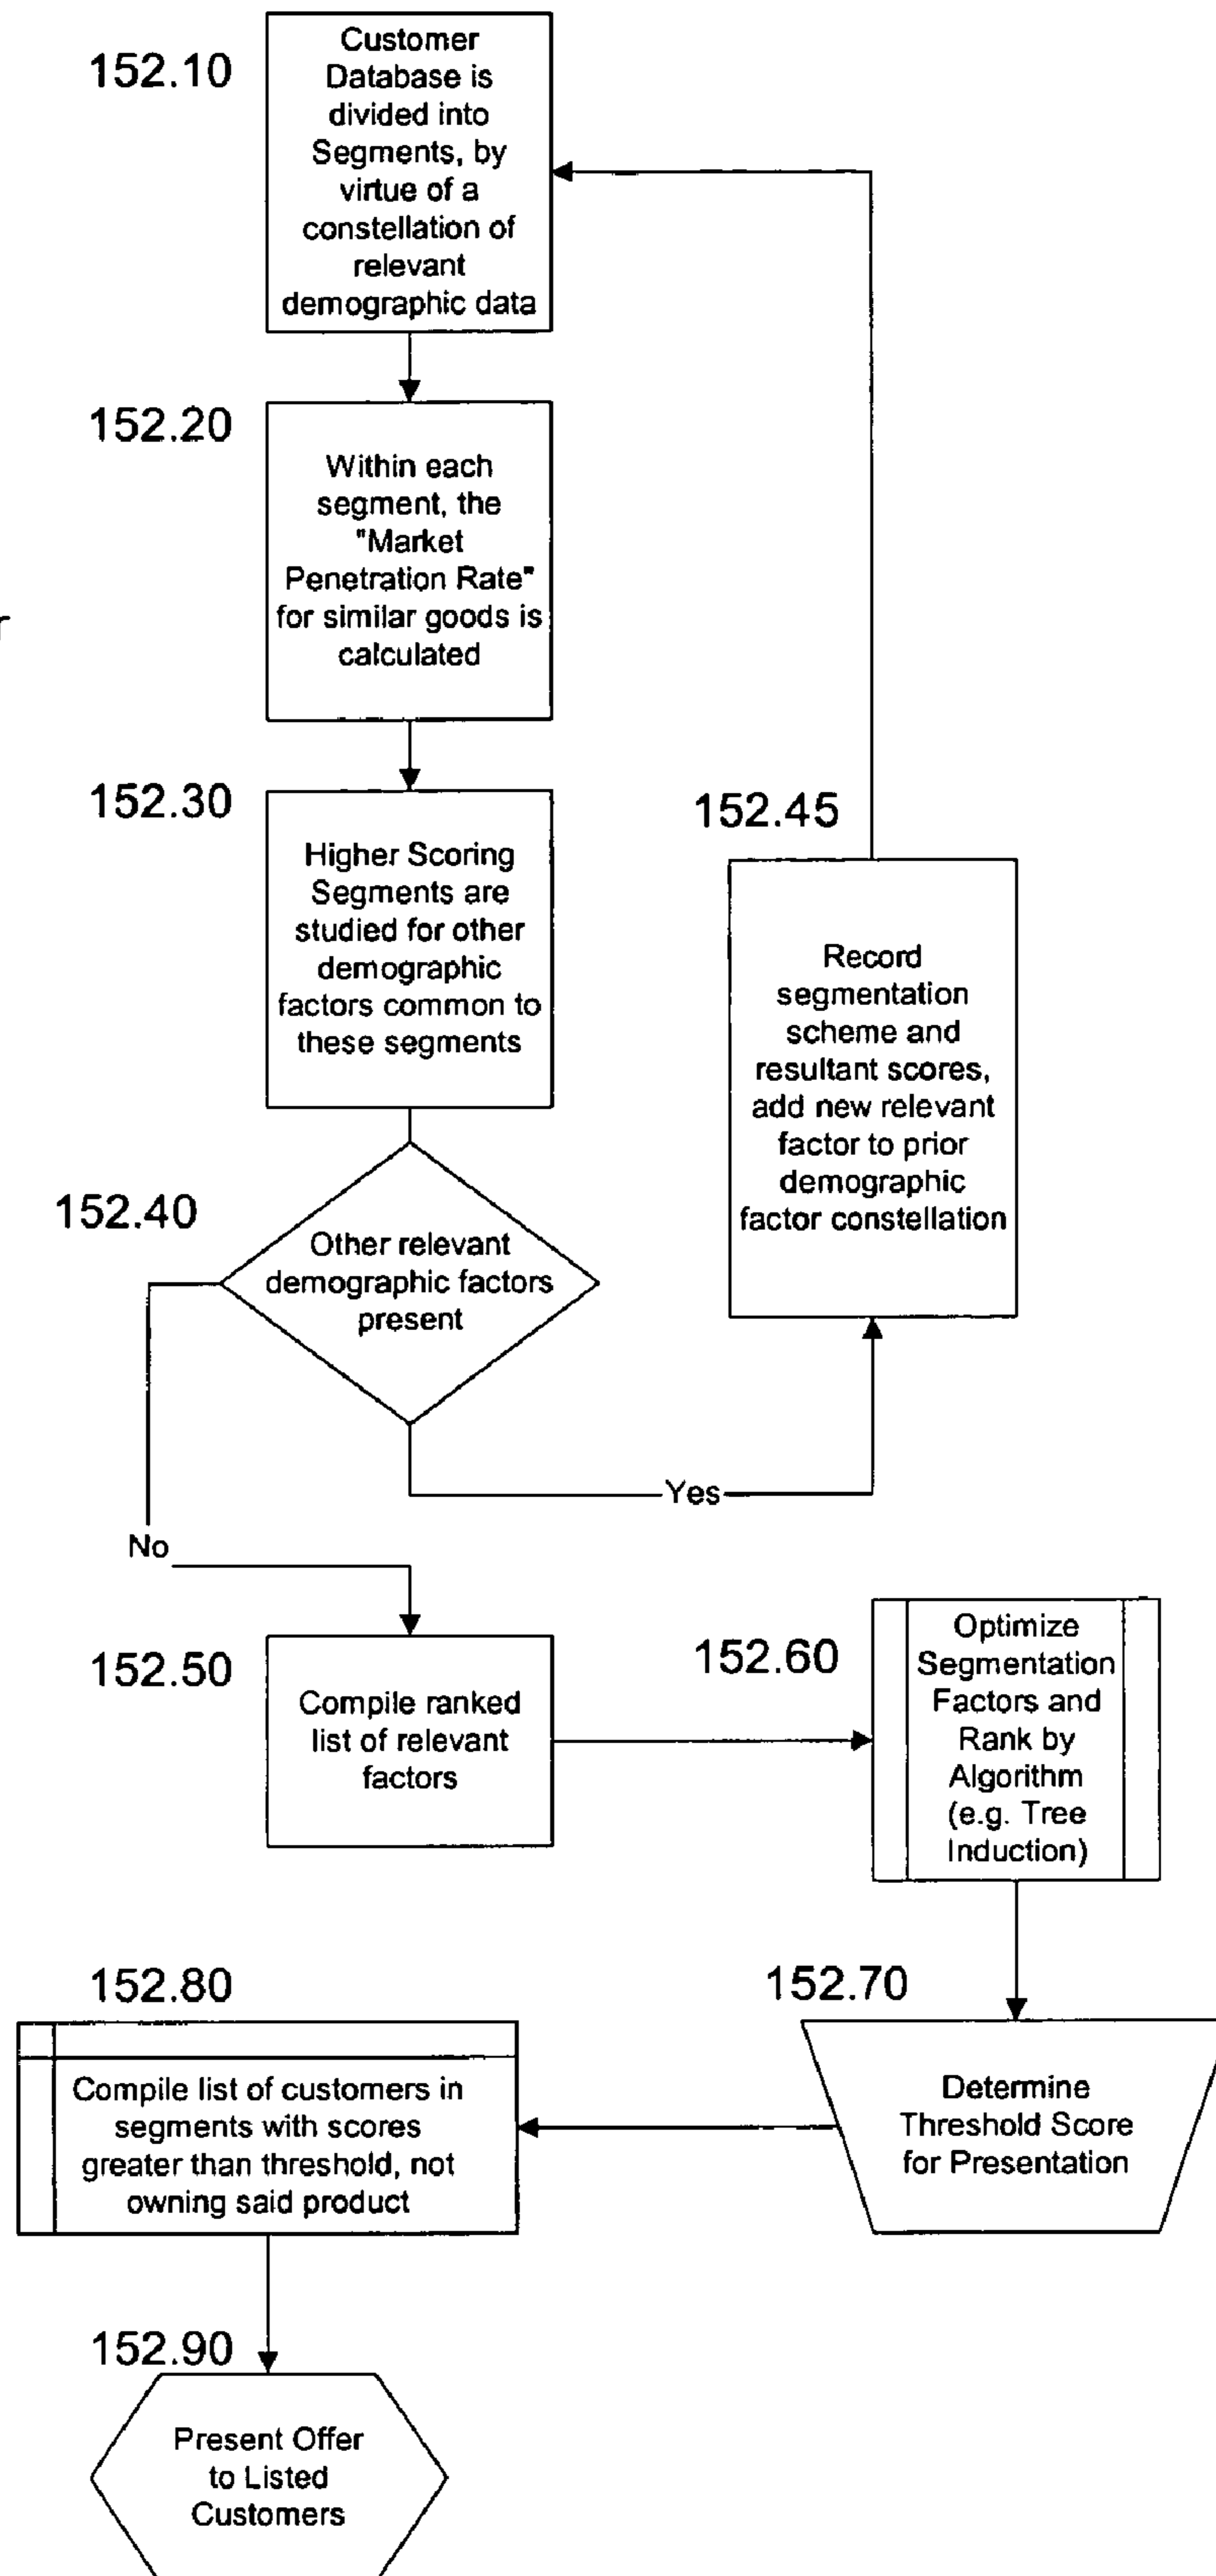 152.10
Customer
Database is
divided into
Segments, by
virtue of a
constellation of
relevant
demographic data
152.20
Within each
segment, the
"Market
Penetration Rate"
for similar goods is
calculated
r
152.30
Higher Scoring
Segments are
studied for other
demographic
factors common to
these segments
152.45
Record
segmentation
scheme and
resultant scores,
add new relevant
factor to prior
demographic
factor constellation
152.40
Other relevant
demographic factors
present
Yes
No
152.50
Compile ranked
list of relevant
factors
152.60
Optimize
Segmentation
Factors and
Rank by
Algorithm
(e.g. Tree
Induction)
152.70
Determine
Threshold Score
for Presentation
152.80
Compile list of customers in
segments with scores
greater than threshold, not
owning said product
152.90
Present Offer
to Listed
Customers